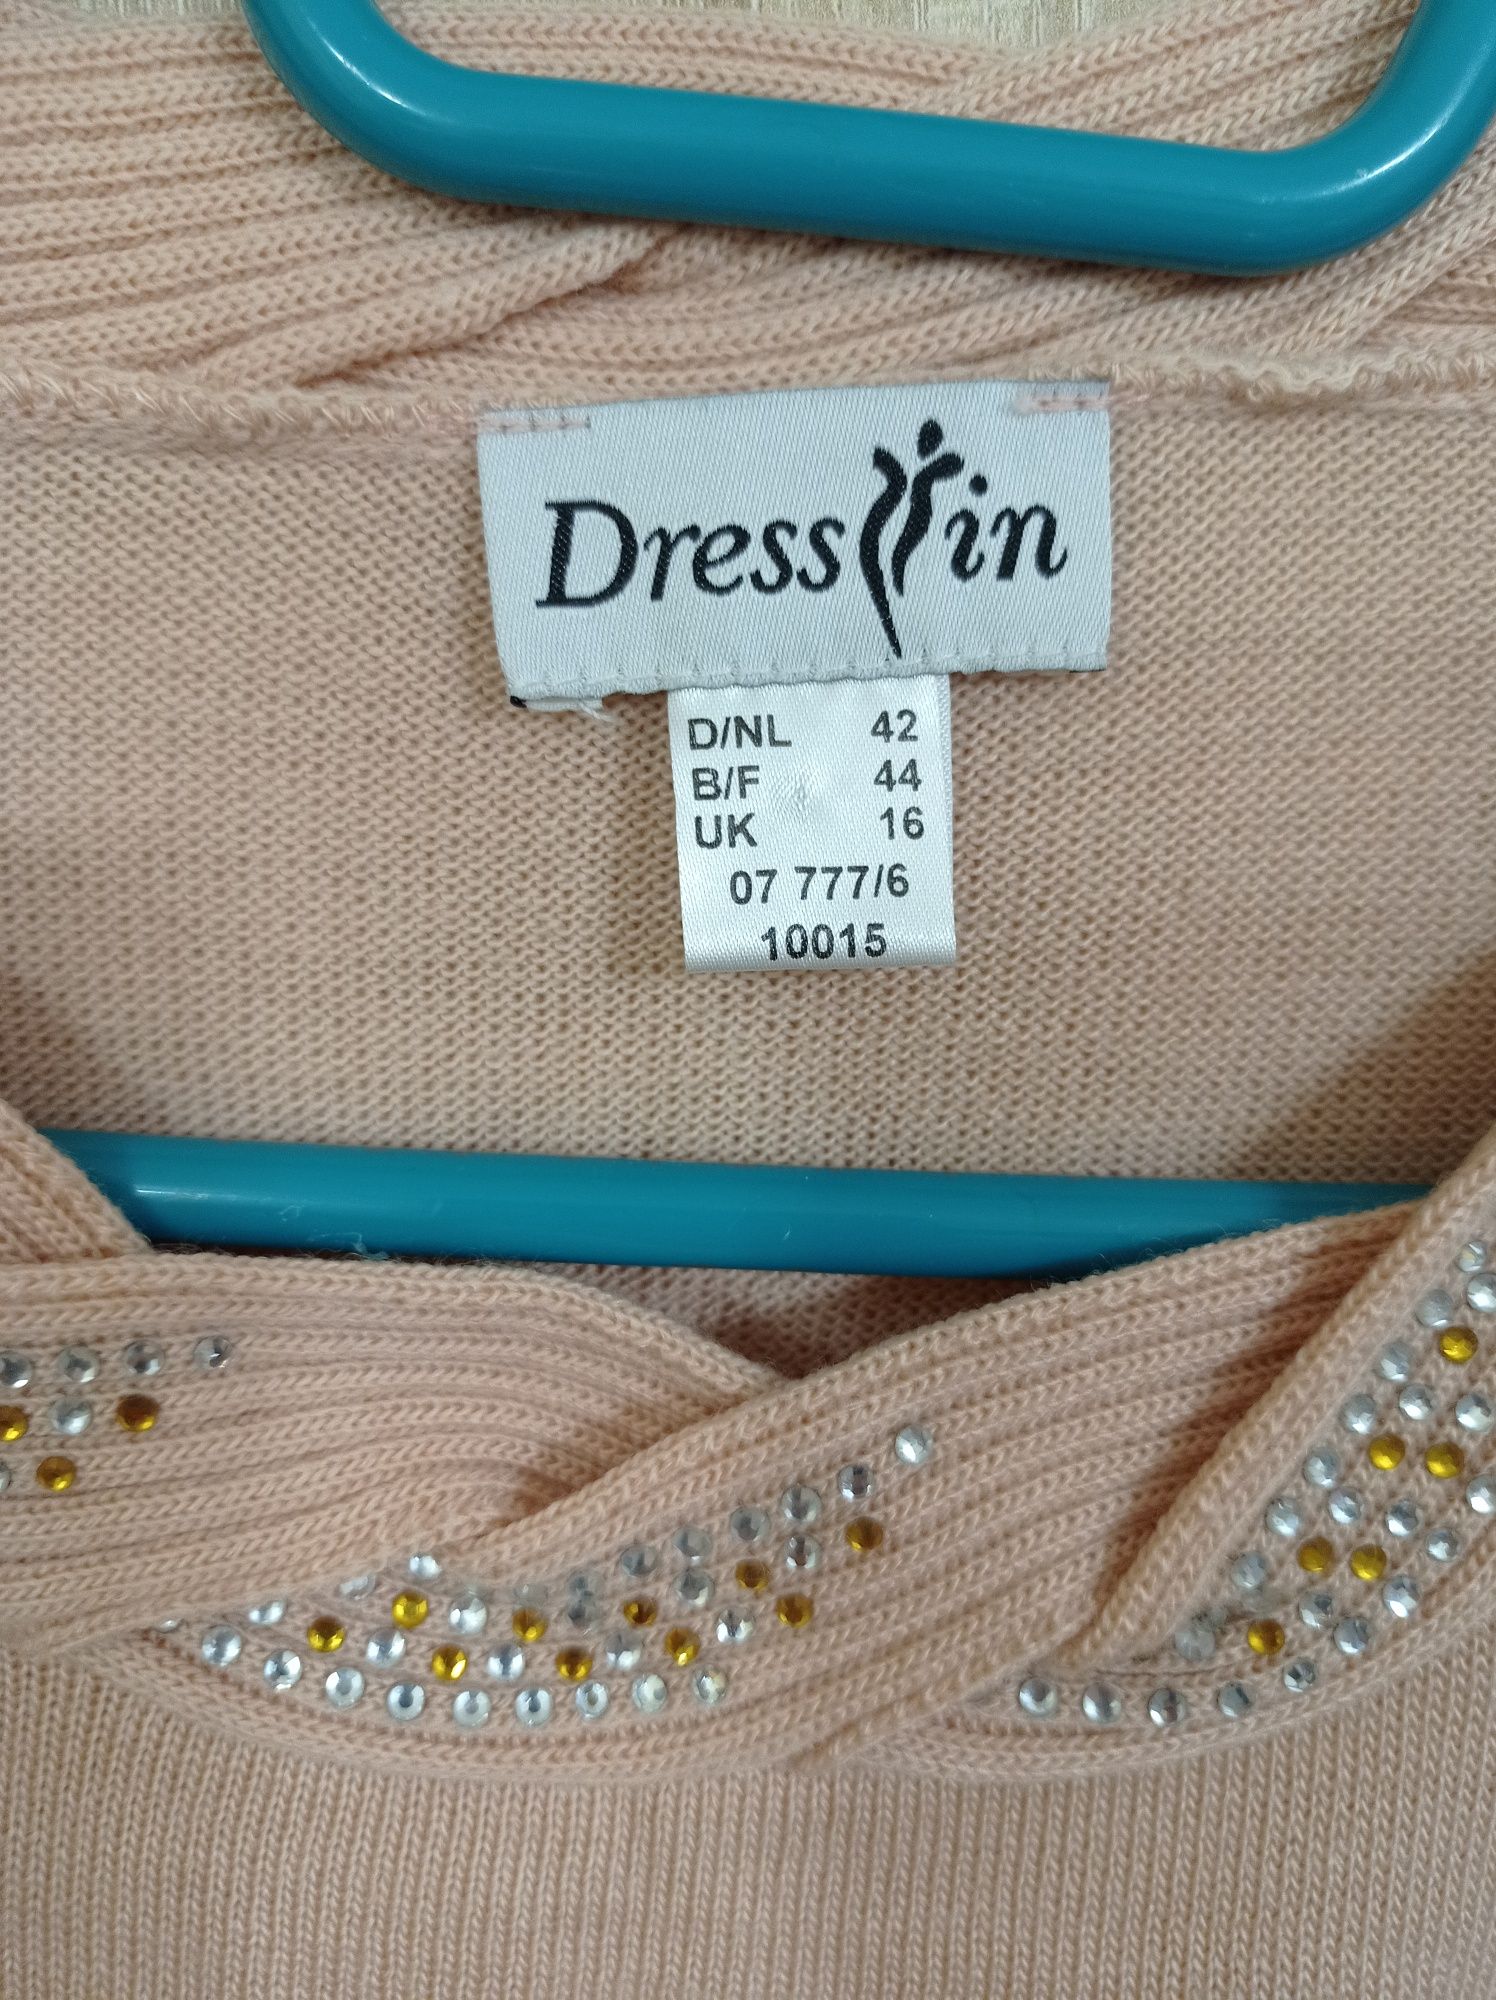 Dress in
D/NL 42
B/F 44
UK 16
07 777/6
10015